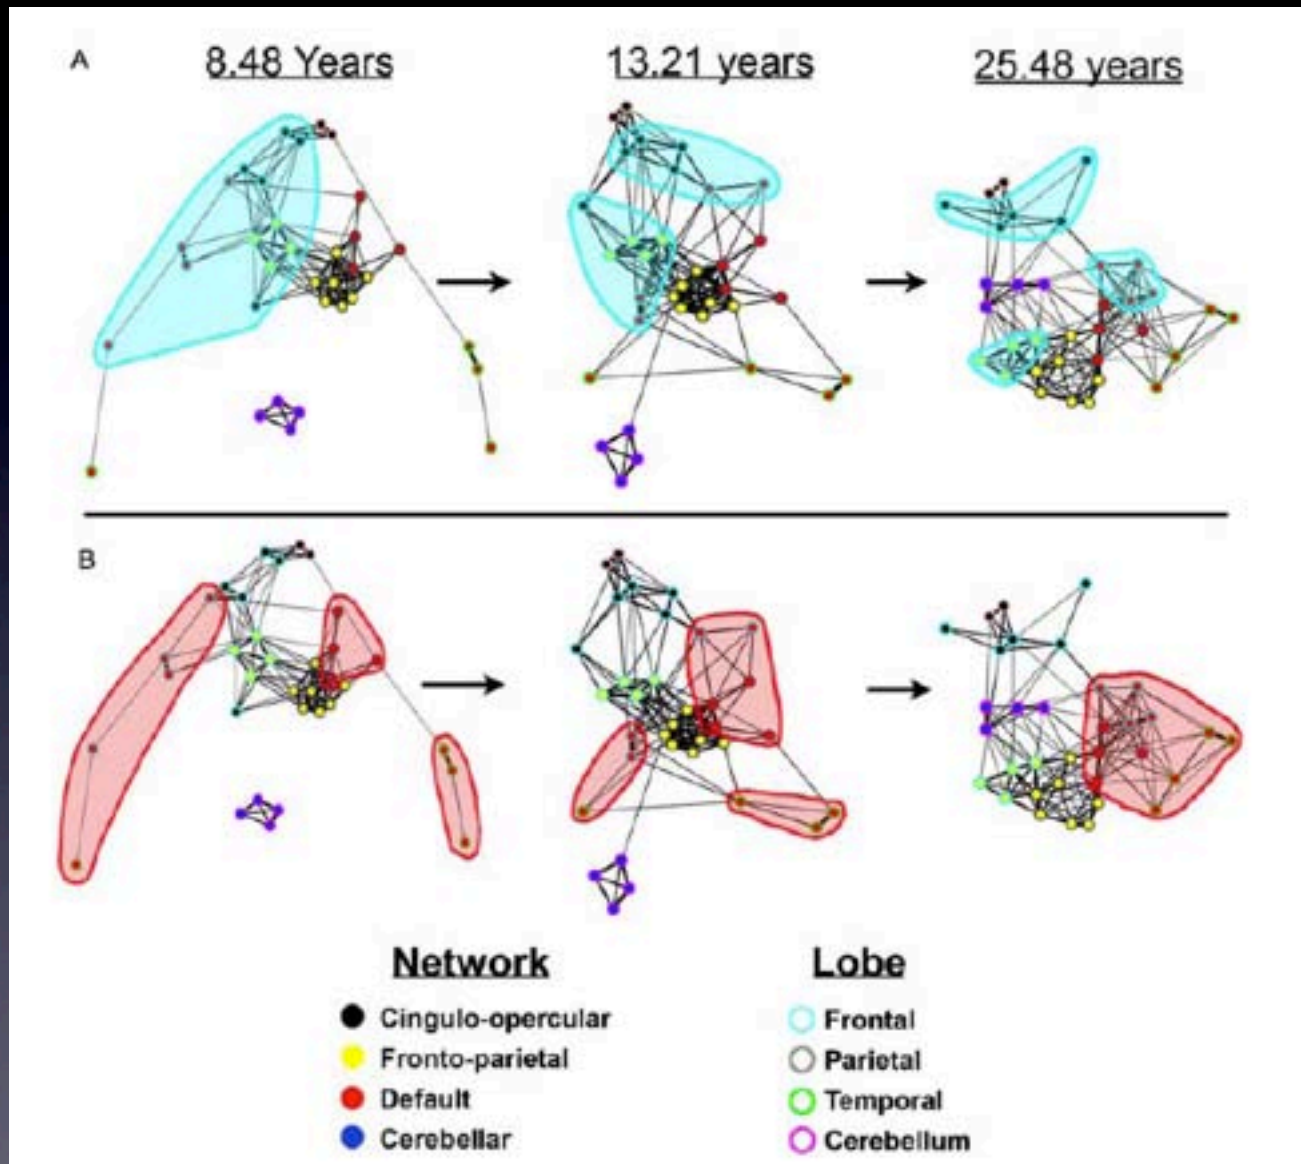 A
8.48 Years
13.21 years
25.48 years
B
Network
Lobe
Cingulo-opercular
Frontal
Fronto-parietal
Parietal
Default
Temporal
Cerebellar
Cerebellum